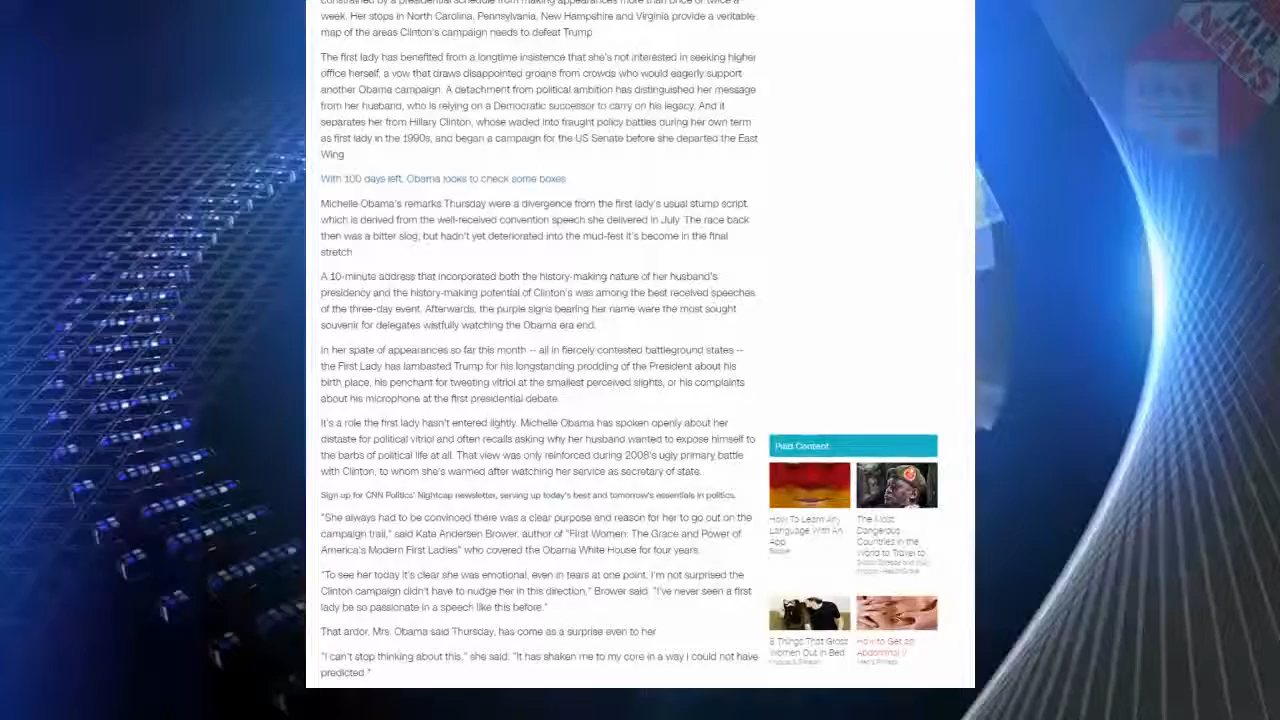 constrained by a presidential schedule from making appearances more than once or twice a
week. Her stops in North Carolina, Pennsylvania, New Hampshire and Virginia provide a veritable
map of the areas Clinton's campaign needs to defeat Trump
The first lady has benefited from a longtime insistence that she's not interested in seeking higher
office herself, a vow that draws disappointed groans from crowds who would eagerly support
another Obama campaign. A detachment from political ambition has distinguished her message
from her husband, who is relying on a Democratic successor to carry on his legacy. And it
separates her from Hillary Clinton, whose waded into fraught policy battles during her own term
as first lady in the 1990s, and began a campaign for the US Senate before she departed the East
Wing
With 100 days left, Obama looks to check some boxes
Michelle Obama's remarks Thursday were a divergence from the first lady's usual stump script,
which is derived from the well-received convention speech she delivered in July. The race back
then was a bitter slog, but hadn't yet deteriorated into the mud-fest it's become in the final
stretch
A 10-minute address that incorporated both the history-making nature of her husband's
presidency and the history-making potential of Clinton's was among the best received speeches
of the three-day event. Afterwards, the purple signs bearing her name were the most sought
souvenir for delegates wistfully watching the Obama era end.
In her spate of appearances so far this month -- all in fiercely contested battleground states --
the First Lady has lambasted Trump for his longstanding prodding of the President about his
birth place, his penchant for tweeting vitriol at the smallest perceived slights, or his complaints
about his microphone at the first presidential debate.
It's a role the first lady hasn't entered lightly. Michelle Obama has spoken openly about her
distaste for political vitriol and often recalls asking why her husband wanted to expose himself to
the barbs of political life at all. That view was only reinforced during 2008's ugly primary battle
with Clinton, to whom she's warmed after watching her service as secretary of state.
Sign up for CNN Politics' Nightcap newsletter, serving up today's best and tomorrow's essentials in politics.
"She always had to be convinced there was a clear purpose and reason for her to go out on the
campaign trail," said Kata Andersen Brower, author of "First Women: The Grace and Power of
America's Modern First Ladies" who covered the Obama White House for four years.
"To see her today it's clear she was emotional, even in tears at one point. I'm not surprised the
Clinton campaign didn't have to nudge her in this direction," Brower said. "I've never seen a first
lady be so passionate in a speech like this before."
That ardor, Mrs. Obama said Thursday, has come as a surprise even to her
"I can't stop thinking about this," she said. "It has shaken me to my core in a way I could not have
predicted."
Paid Content
How To Learn Any
Language With An
App
Babbel
The Most
Dangerous
Countries in the
World to Travel to
8 Things That Gross
Women Out in Bed
How to Get an
Abdominal V
Men's Fitness
MR
NEWS